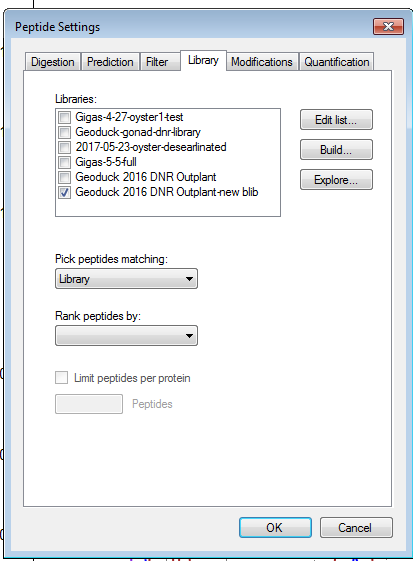 Peptide Settings
Digestion Prediction Filter Library Modifications Quantification
Libraries:
Gigas-4-27-oyster1-test
Geoduck-gonad-dnr-library
2017-05-23-oyster-desearlinated
Gigas-5-5-full
Geoduck 2016 DNR Outplant
Geoduck 2016 DNR Outplant-new blib
Edit list...
Build...
Explore...
Pick peptides matching:
Library
Rank peptides by:
Limit peptides per protein
Peptides
OK Cancel